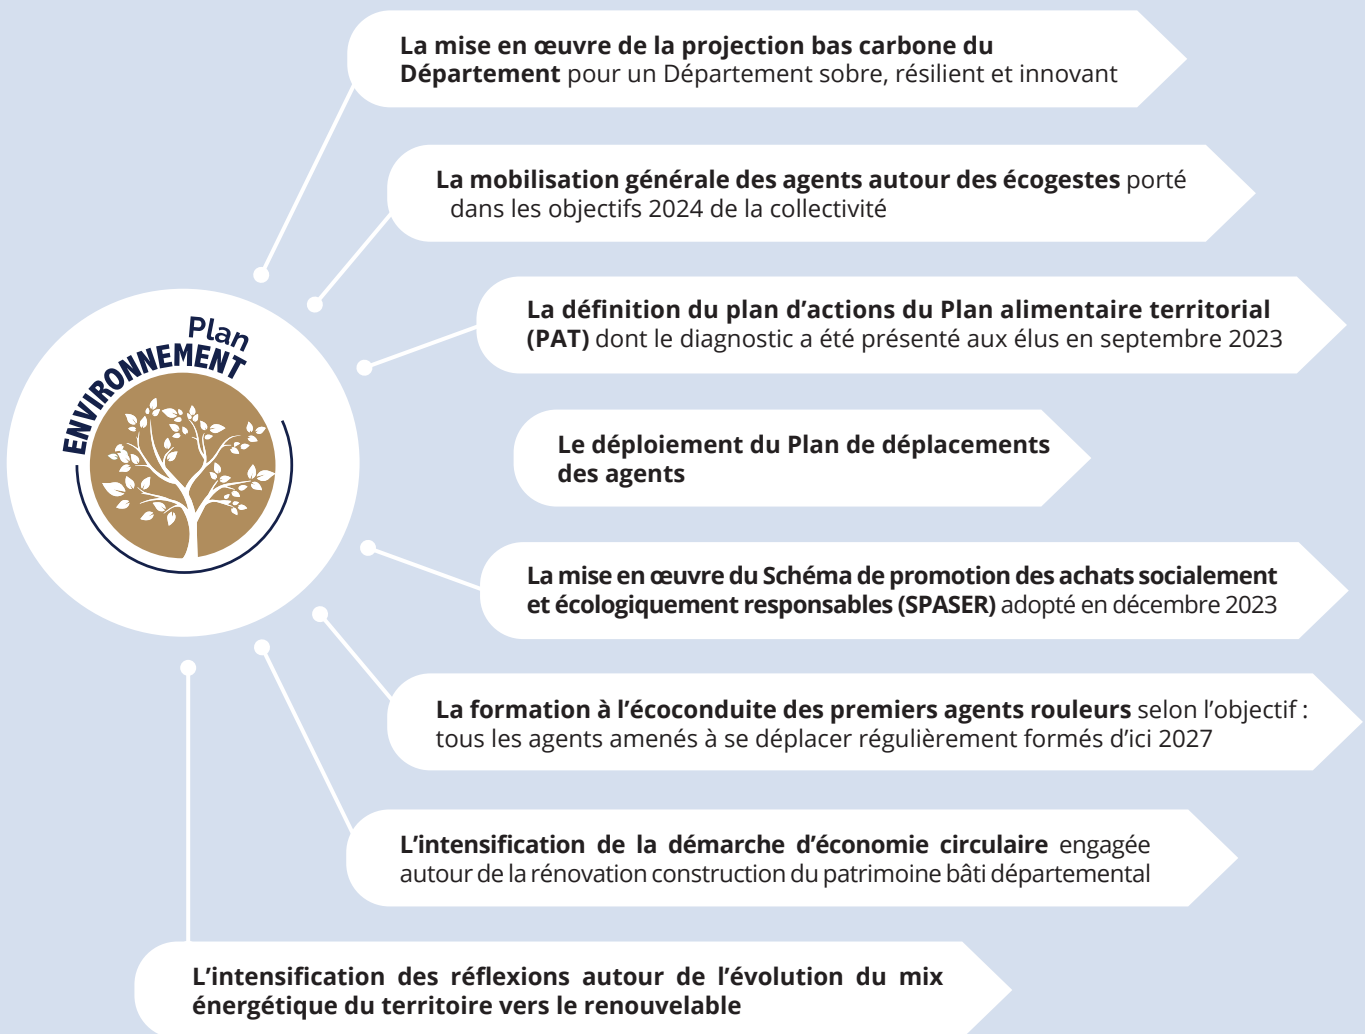 La mise en œuvre de la projection bas carbone du
Département pour un Département sobre, résilient et innovant
La mobilisation générale des agents autour des écogestes porté
dans les objectifs 2024 de la collectivité
La définition du plan d’actions du Plan alimentaire territorial
(PAT) dont le diagnostic a été présenté aux élus en septembre 2023
Plan
ENVIRONNEMENT
Le déploiement du Plan de déplacements
des agents
La mise en œuvre du Schéma de promotion des achats socialement
et écologiquement responsables (SPASER) adopté en décembre 2023
La formation à l’écoconduite des premiers agents rouleurs selon l’objectif :
tous les agents amenés à se déplacer régulièrement formés d’ici 2027
L’intensification de la démarche d’économie circulaire engagée
autour de la rénovation construction du patrimoine bâti départemental
L’intensification des réflexions autour de l’évolution du mix
énergétique du territoire vers le renouvelable